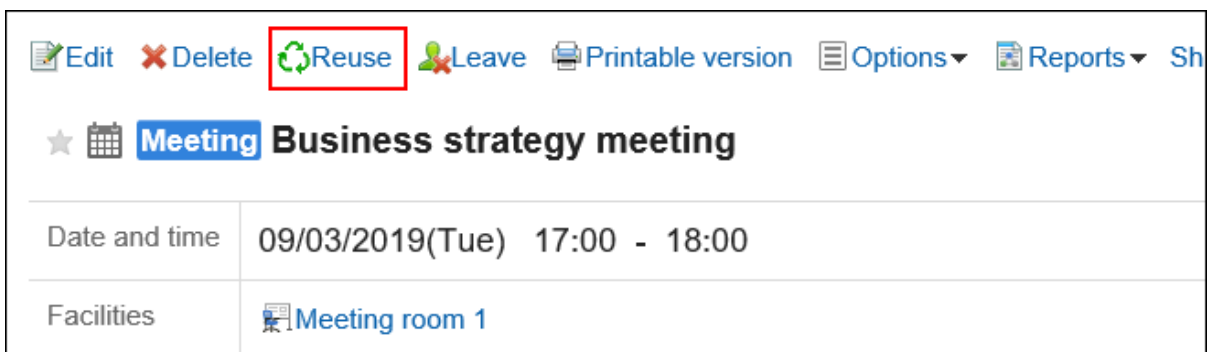 Edit Delete Reuse Leave Printable version Options Reports Sh
Meeting Business strategy meeting
Date and time 09/03/2019(Tue) 17:00 - 18:00
Facilities Meeting room 1